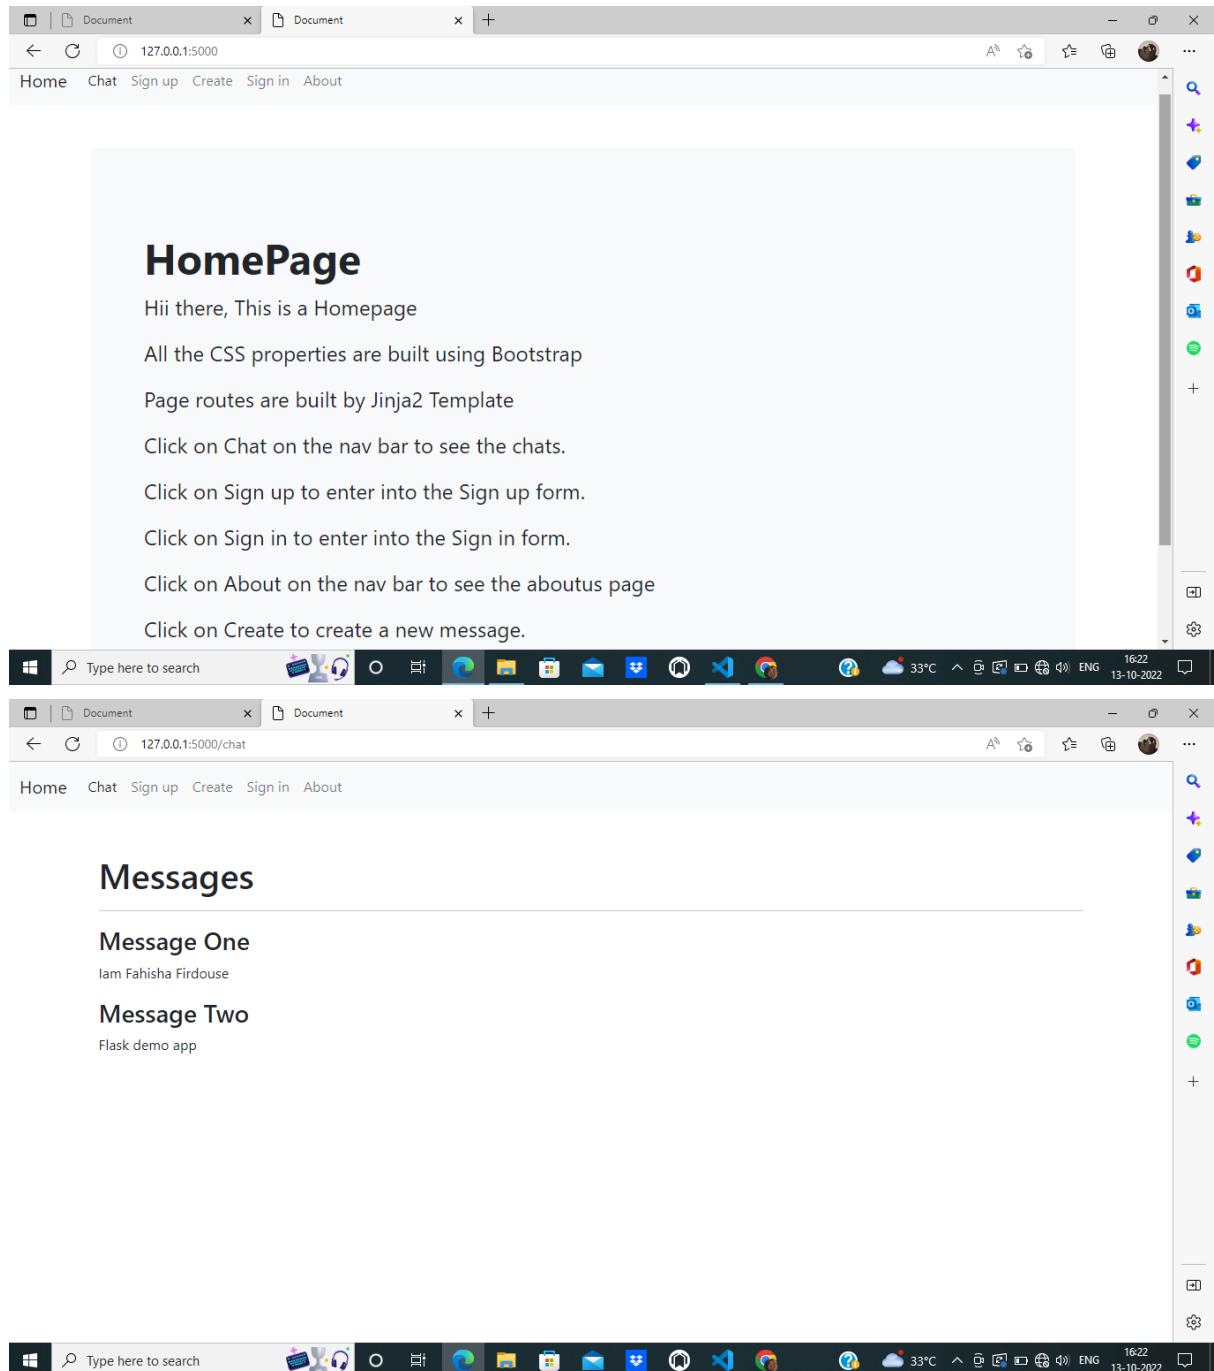 Document Document
127.0.0.1:5000
Home Chat Sign up Create Sign in About
HomePage
Hii there, This is a Homepage
All the CSS properties are built using Bootstrap
Page routes are built by Jinja2 Template
Click on Chat on the nav bar to see the chats.
Click on Sign up to enter into the Sign up form.
Click on Sign in to enter into the Sign in form.
Click on About on the nav bar to see the aboutus page
Click on Create to create a new message.
Type here to search 33°C ENG 16:22
13-10-2022
Document Document
127.0.0.1:5000/chat
Home Chat Sign up Create Sign in About
Messages
Message One
Iam Fahisha Firdouse
Message Two
Flask demo app
Type here to search 33°C ENG 16:22
13-10-2022